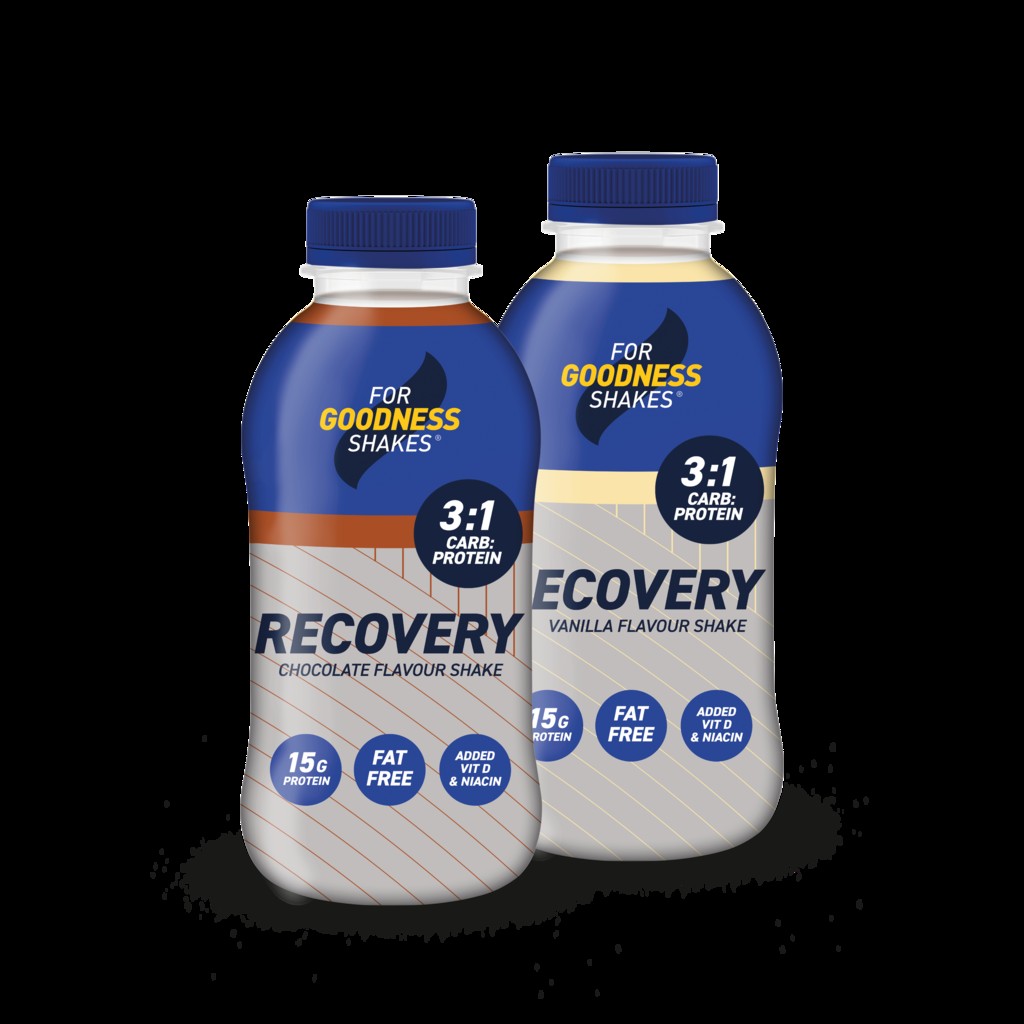 FOR
GOODNESS
SHAKES®
3:1
CARB:
PROTEIN
RECOVERY
CHOCOLATE FLAVOUR SHAKE
15G
PROTEIN
FAT
FREE
ADDED
VIT D
& NIACIN
FOR
GOODNESS
SHAKES®
3:1
CARB:
PROTEIN
ECOVERY
VANILLA FLAVOUR SHAKE
15G
ROTEIN
FAT
FREE
ADDED
VIT D
& NIACIN